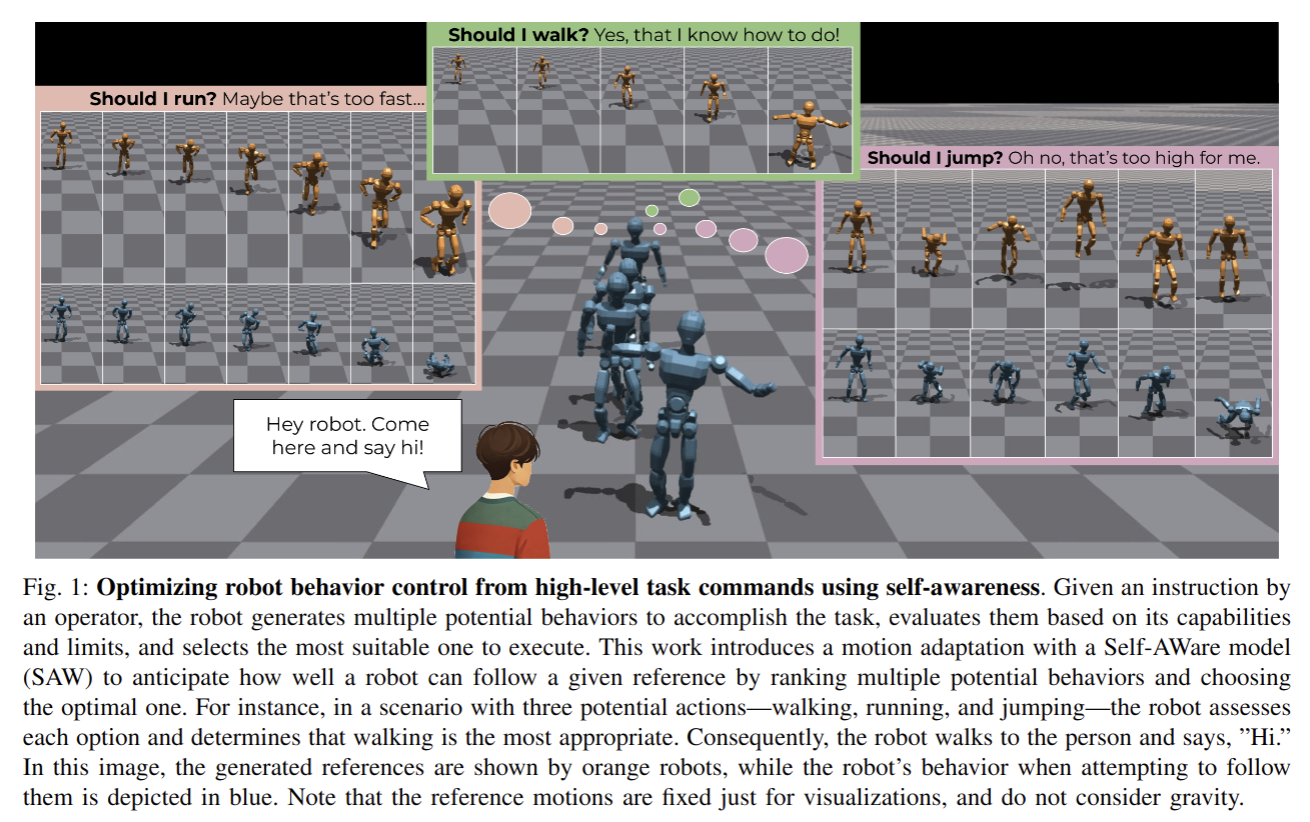 Should I walk? Yes, that I know how to do!
Should I run? Maybe that's too fast...
Should I jump? Oh no, that's too high for me.
Hey robot. Come
here and say hi!
Fig. 1: Optimizing robot behavior control from high-level task commands using self-awareness. Given an instruction by
an operator, the robot generates multiple potential behaviors to accomplish the task, evaluates them based on its capabilities
and limits, and selects the most suitable one to execute. This work introduces a motion adaptation with a Self-AWare model
(SAW) to anticipate how well a robot can follow a given reference by ranking multiple potential behaviors and choosing
the optimal one. For instance, in a scenario with three potential actions—walking, running, and jumping—the robot assesses
each option and determines that walking is the most appropriate. Consequently, the robot walks to the person and says, ”Hi.”
In this image, the generated references are shown by orange robots, while the robot's behavior when attempting to follow
them is depicted in blue. Note that the reference motions are fixed just for visualizations, and do not consider gravity.